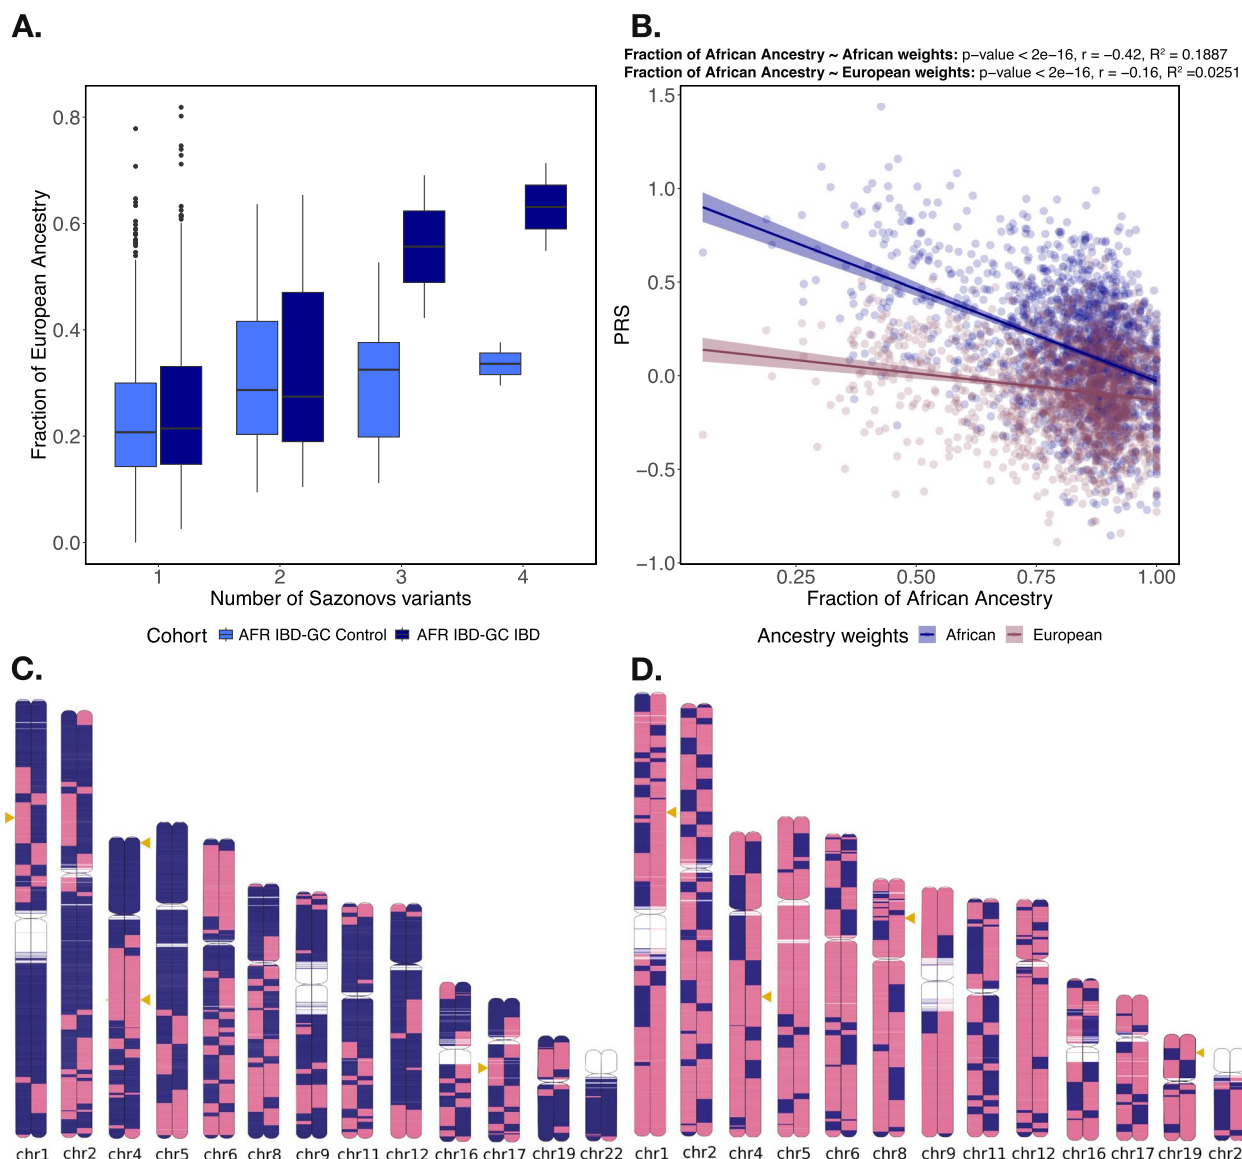 A.
0.8
0.6
0.4
0.2
0.0
Fraction of European Ancestry
1 2 3 4
Number of Sazonovs variants
Cohort AFR IBD-GC Control AFR IBD-GC IBD
B.
Fraction of African Ancestry ~ African weights: p−value < 2e−16, r = −0.42, R² = 0.1887
Fraction of African Ancestry ~ European weights: p−value < 2e−16, r = −0.16, R² =0.0251
1.5
1.0
0.5
0.0
−0.5
−1.0
PRS
0.25 0.50 0.75 1.00
Fraction of African Ancestry
Ancestry weights African European
C.
chr1 chr2 chr4 chr5 chr6 chr8 chr9 chr11 chr12 chr16 chr17 chr19 chr22
D.
chr1 chr2 chr4 chr5 chr6 chr8 chr9 chr11 chr12 chr16 chr17 chr19